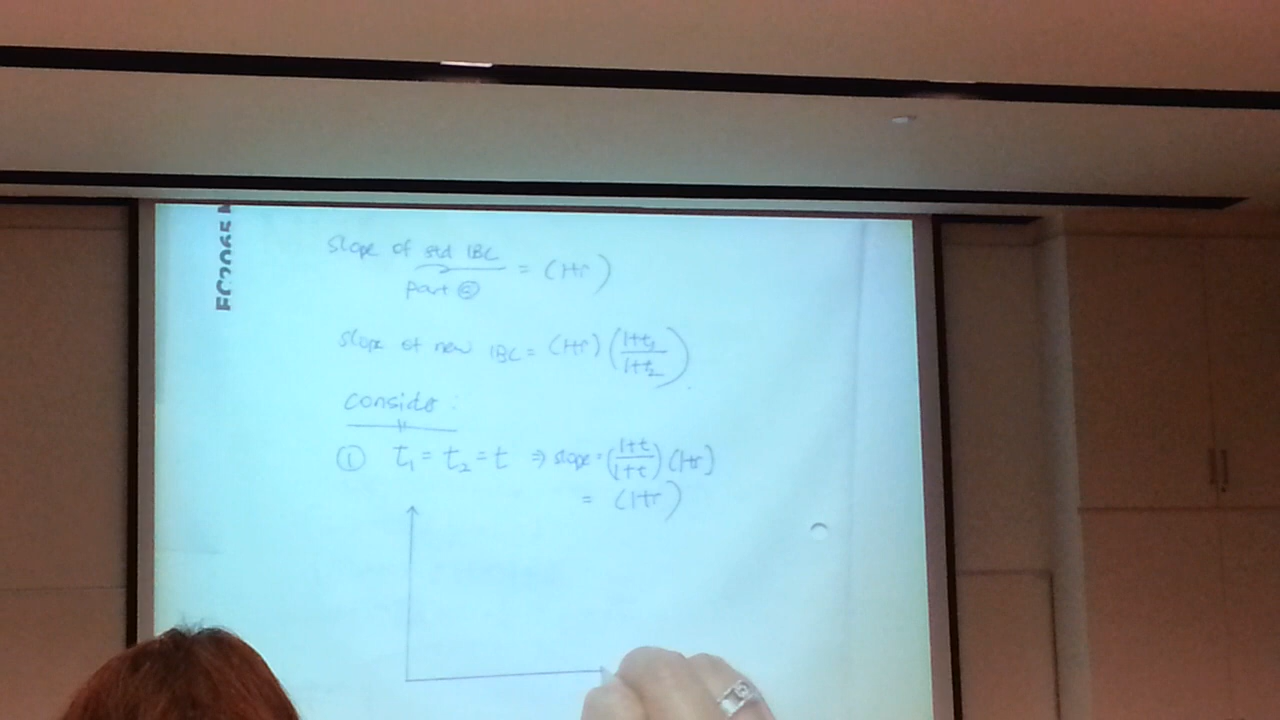 EC2065
slope of std IBC = (1+r)
part ⓐ
slope of new IBC = (1+r) (1+t₁/1+t₂)
consider :
① t₁ = t₂ = t ⇒ slope = (1+t/1+t) (1+r)
= (1+r)